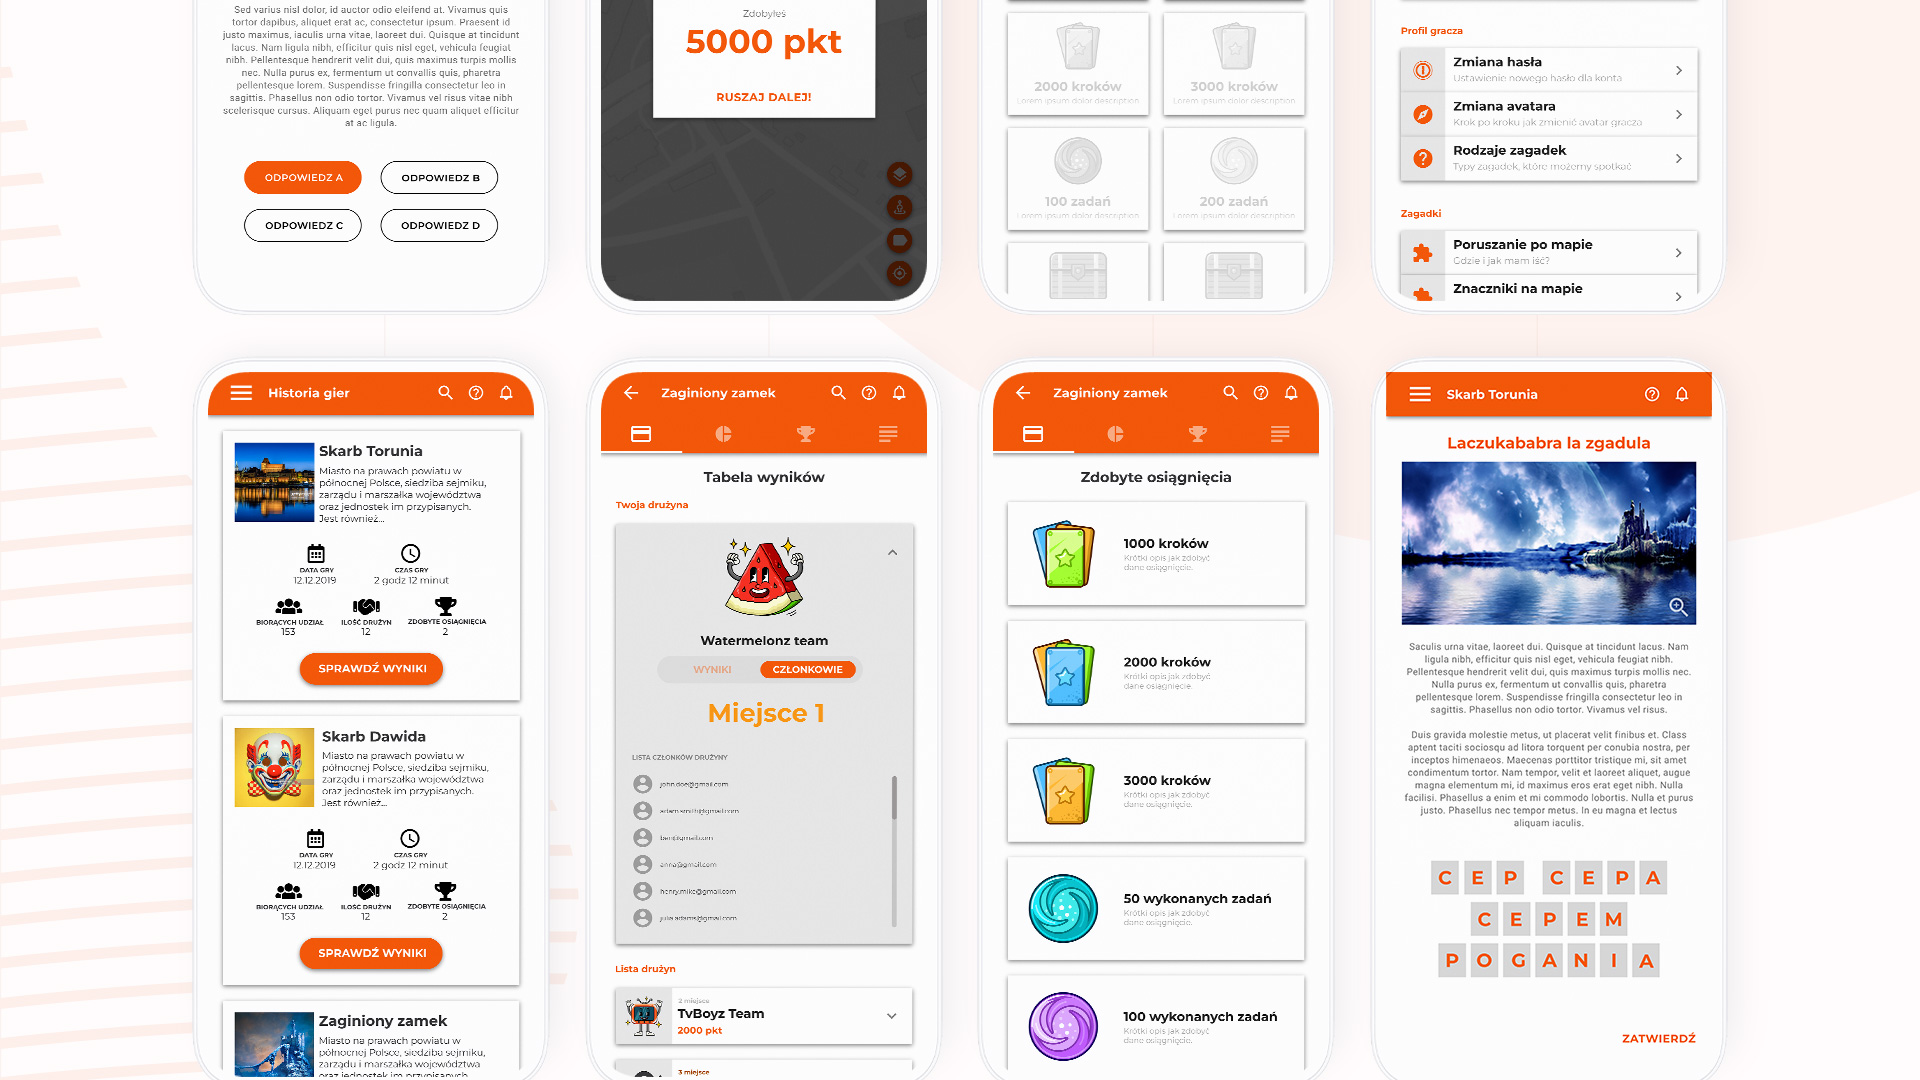 Sed varius nisl dolor, id auctor odio eleifend at. Vivamus quis
tortor dapibus, aliquet erat ac, consectetur ipsum. Praesent id
justo maximus, iaculis urna vitae, laoreet dui. Quisque at tincidunt
lacus. Nam ligula nibh, efficitur quis nisl eget, vehicula feugiat
nibh. Pellentesque hendrerit velit dui, quis maximus turpis mollis
nec. Nulla purus ex, fermentum ut convallis quis, pharetra
pellentesque lorem. Suspendisse fringilla consectetur leo in
sagittis. Phasellus non odio tortor. Vivamus vel risus vitae nibh
scelerisque cursus. Aliquam eget purus nec quam aliquet efficitur
at ac ligula.
ODPOWIEDZ A
ODPOWIEDZ B
ODPOWIEDZ C
ODPOWIEDZ D
Zdobyłeś
5000 pkt
RUSZAJ DALEJ!
2000 kroków
Lorem ipsum dolor description
3000 kroków
Lorem ipsum dolor description
100 zadań
Lorem ipsum dolor description
200 zadań
Lorem ipsum dolor description
Profil gracza
Zmiana hasła
Ustawienie nowego hasło dla konta
Zmiana avatara
Krok po kroku jak zmienić avatar gracza
Rodzaje zagadek
Typy zagadek, które możemy spotkać
Zagadki
Poruszanie po mapie
Gdzie i jak mam iść?
Znaczniki na mapie
Historia gier
Skarb Torunia
Miasto na prawach powiatu w
północnej Polsce, siedziba sejmiku,
zarządu i marszałka województwa
oraz jednostek im przypisanych.
Jest również...
DATA GRY
12.12.2019
CZAS GRY
2 godz 12 minut
BIORĄCYCH UDZIAŁ
153
ILOŚĆ DRUŻYN
12
ZDOBYTE OSIĄGNIĘCIA
2
SPRAWDŹ WYNIKI
Skarb Dawida
Miasto na prawach powiatu w
północnej Polsce, siedziba sejmiku,
zarządu i marszałka województwa
oraz jednostek im przypisanych.
Jest również...
DATA GRY
12.12.2019
CZAS GRY
2 godz 12 minut
BIORĄCYCH UDZIAŁ
153
ILOŚĆ DRUŻYN
12
ZDOBYTE OSIĄGNIĘCIA
2
SPRAWDŹ WYNIKI
Zaginiony zamek
Miasto na prawach powiatu w
północnej Polsce, siedziba sejmiku,
zarządu i marszałka województwa
oraz jednostek im przypisanych.
Zaginiony zamek
Tabela wyników
Twoja drużyna
Watermelonz team
WYNIKI
CZŁONKOWIE
Miejsce 1
LISTA CZŁONKÓW DRUŻYNY
john.doe@gmail.com
adam.smith@gmail.com
ben@gmail.com
anna@gmail.com
henry.mike@gmail.com
julia.adams@gmail.com
Lista drużyn
2 miejsce
TvBoyz Team
2000 pkt
3 miejsce
Zaginiony zamek
Zdobyte osiągnięcia
1000 kroków
Krótki opis jak zdobyć
dane osiągnięcie.
2000 kroków
Krótki opis jak zdobyć
dane osiągnięcie.
3000 kroków
Krótki opis jak zdobyć
dane osiągnięcie.
50 wykonanych zadań
Krótki opis jak zdobyć
dane osiągnięcie.
100 wykonanych zadań
Krótki opis jak zdobyć
dane osiągnięcie.
Skarb Torunia
Laczukababra la zgadula
Saculis urna vitae, laoreet dui. Quisque at tincidunt lacus. Nam
ligula nibh, efficitur quis nisl eget, vehicula feugiat nibh.
Pellentesque hendrerit velit dui, quis maximus turpis mollis nec.
Nulla purus ex, fermentum ut convallis quis, pharetra
pellentesque lorem. Suspendisse fringilla consectetur leo in
sagittis. Phasellus non odio tortor. Vivamus vel risus.
Duis gravida molestie metus, ut placerat velit finibus et. Class
aptent taciti sociosqu ad litora torquent per conubia nostra, per
inceptos himenaeos. Maecenas porttitor tristique mi, sit amet
condimentum tortor. Nam tempor, velit et laoreet aliquet, augue
magna elementum mi, id maximus eros erat eget nibh. Nulla
facilisi. Phasellus a enim et mi commodo lobortis. Nulla et purus
justo. Phasellus nec tempor metus. In eu magna et lectus
aliquam iaculis.
C E P C E P A
C E P E M
P O G A N I A
ZATWIERDŹ